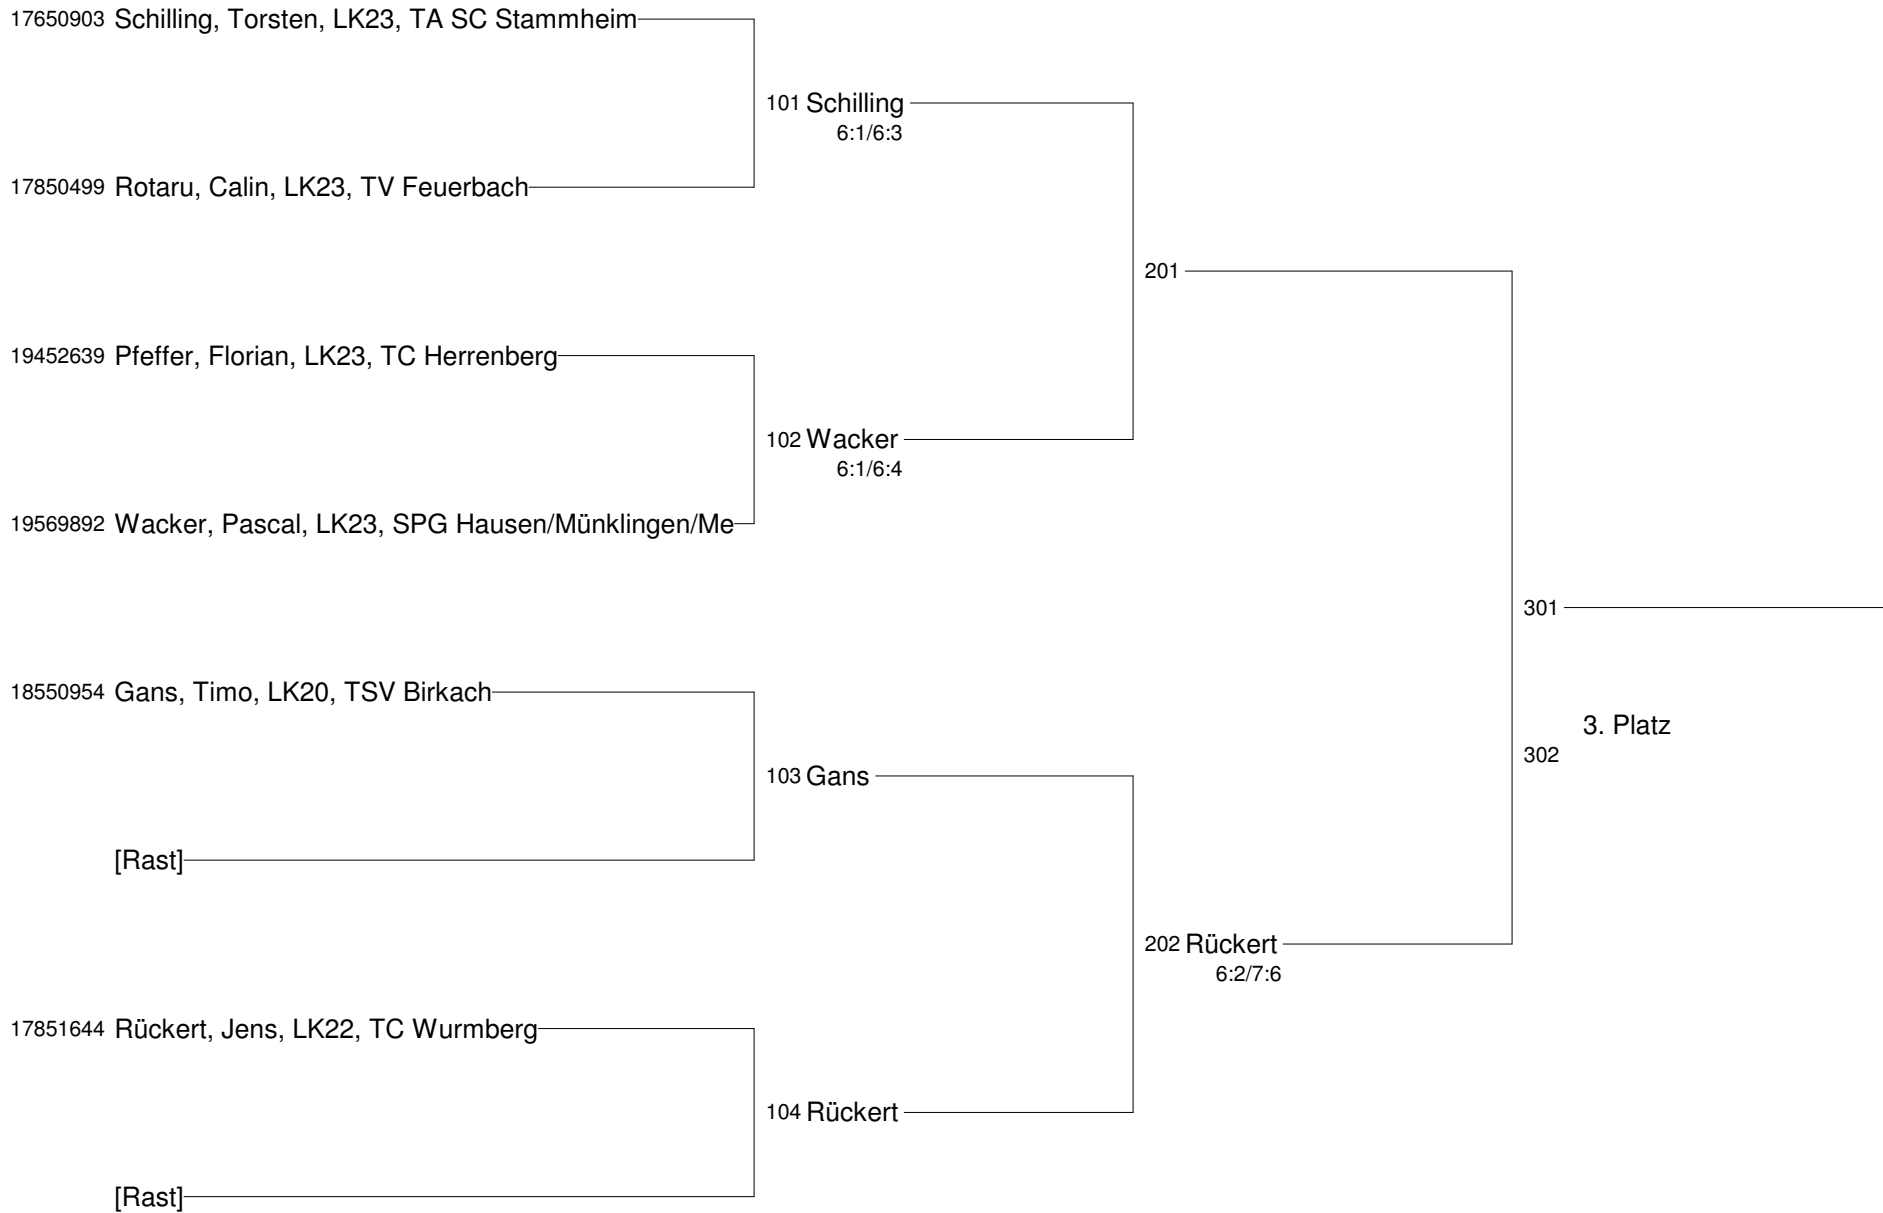 17650903 Schilling, Torsten, LK23, TA SC Stammheim
101 Schilling
6:1/6:3
17850499 Rotaru, Calin, LK23, TV Feuerbach
201
19452639 Pfeffer, Florian, LK23, TC Herrenberg
102 Wacker
6:1/6:4
19569892 Wacker, Pascal, LK23, SPG Hausen/Münklingen/Me
301
18550954 Gans, Timo, LK20, TSV Birkach
3. Platz
302
103 Gans
[Rast]
202 Rückert
6:2/7:6
17851644 Rückert, Jens, LK22, TC Wurmberg
104 Rückert
[Rast]